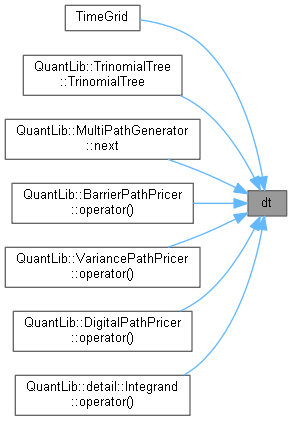 TimeGrid
QuantLib::TrinomialTree
::TrinomialTree
QuantLib::MultiPathGenerator
::next
QuantLib::BarrierPathPricer
::operator()
dt
QuantLib::VariancePathPricer
::operator()
QuantLib::DigitalPathPricer
::operator()
QuantLib::detail::Integrand
::operator()